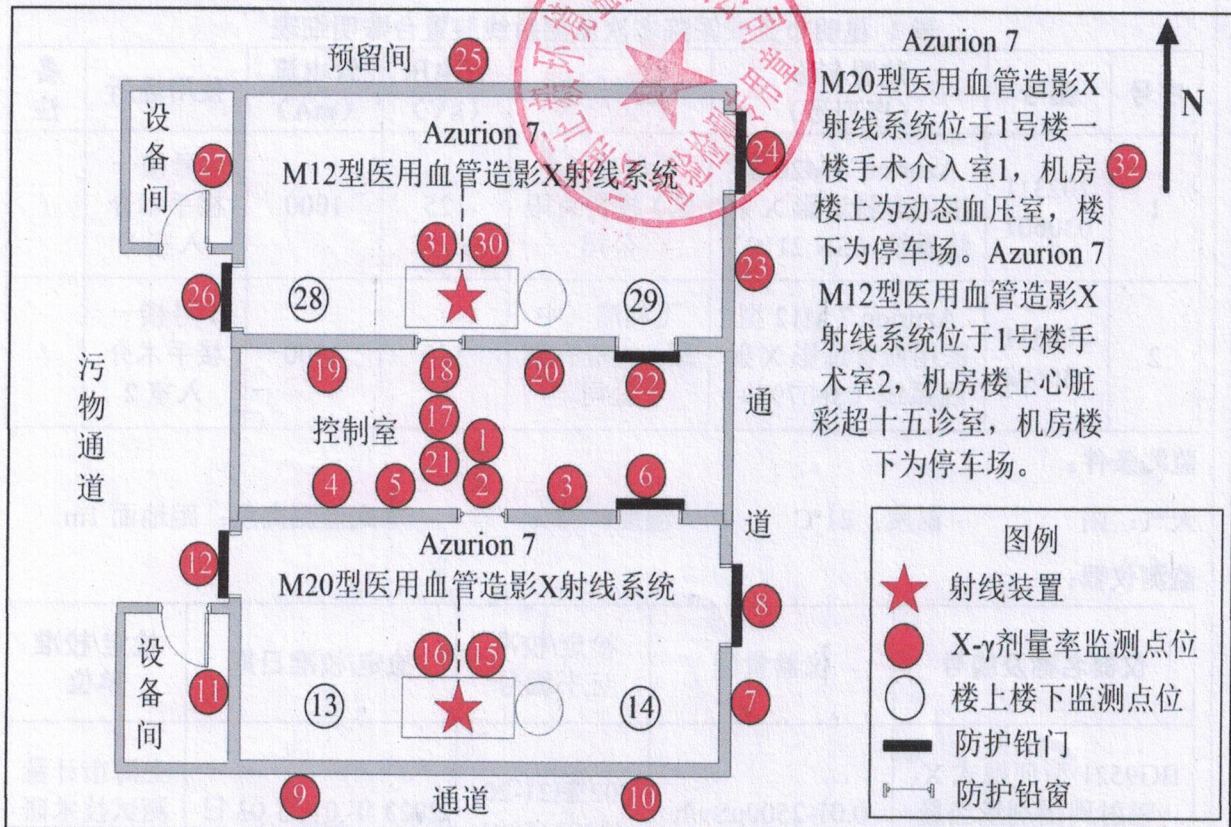 预留间
25
设备间
27
Azurion 7
M12型医用血管造影X射线系统
24
31
30
26
28
29
23
19
18
20
22
17
控制室
1
21
4
5
2
3
6
污物通道
通道
Azurion 7
M20型医用血管造影X射线系统
12
8
设备间
11
16
15
13
14
7
9
通道
10
Azurion 7
M20型医用血管造影X
射线系统位于1号楼一
楼手术介入室1，机房
楼上为动态血压室，楼
下为停车场。Azurion 7
M12型医用血管造影X
射线系统位于1号楼手
术室2，机房楼上心脏
彩超十五诊室，机房楼
下为停车场。
32
N
图例
射线装置
X-γ剂量率监测点位
楼上楼下监测点位
防护铅门
防护铅窗